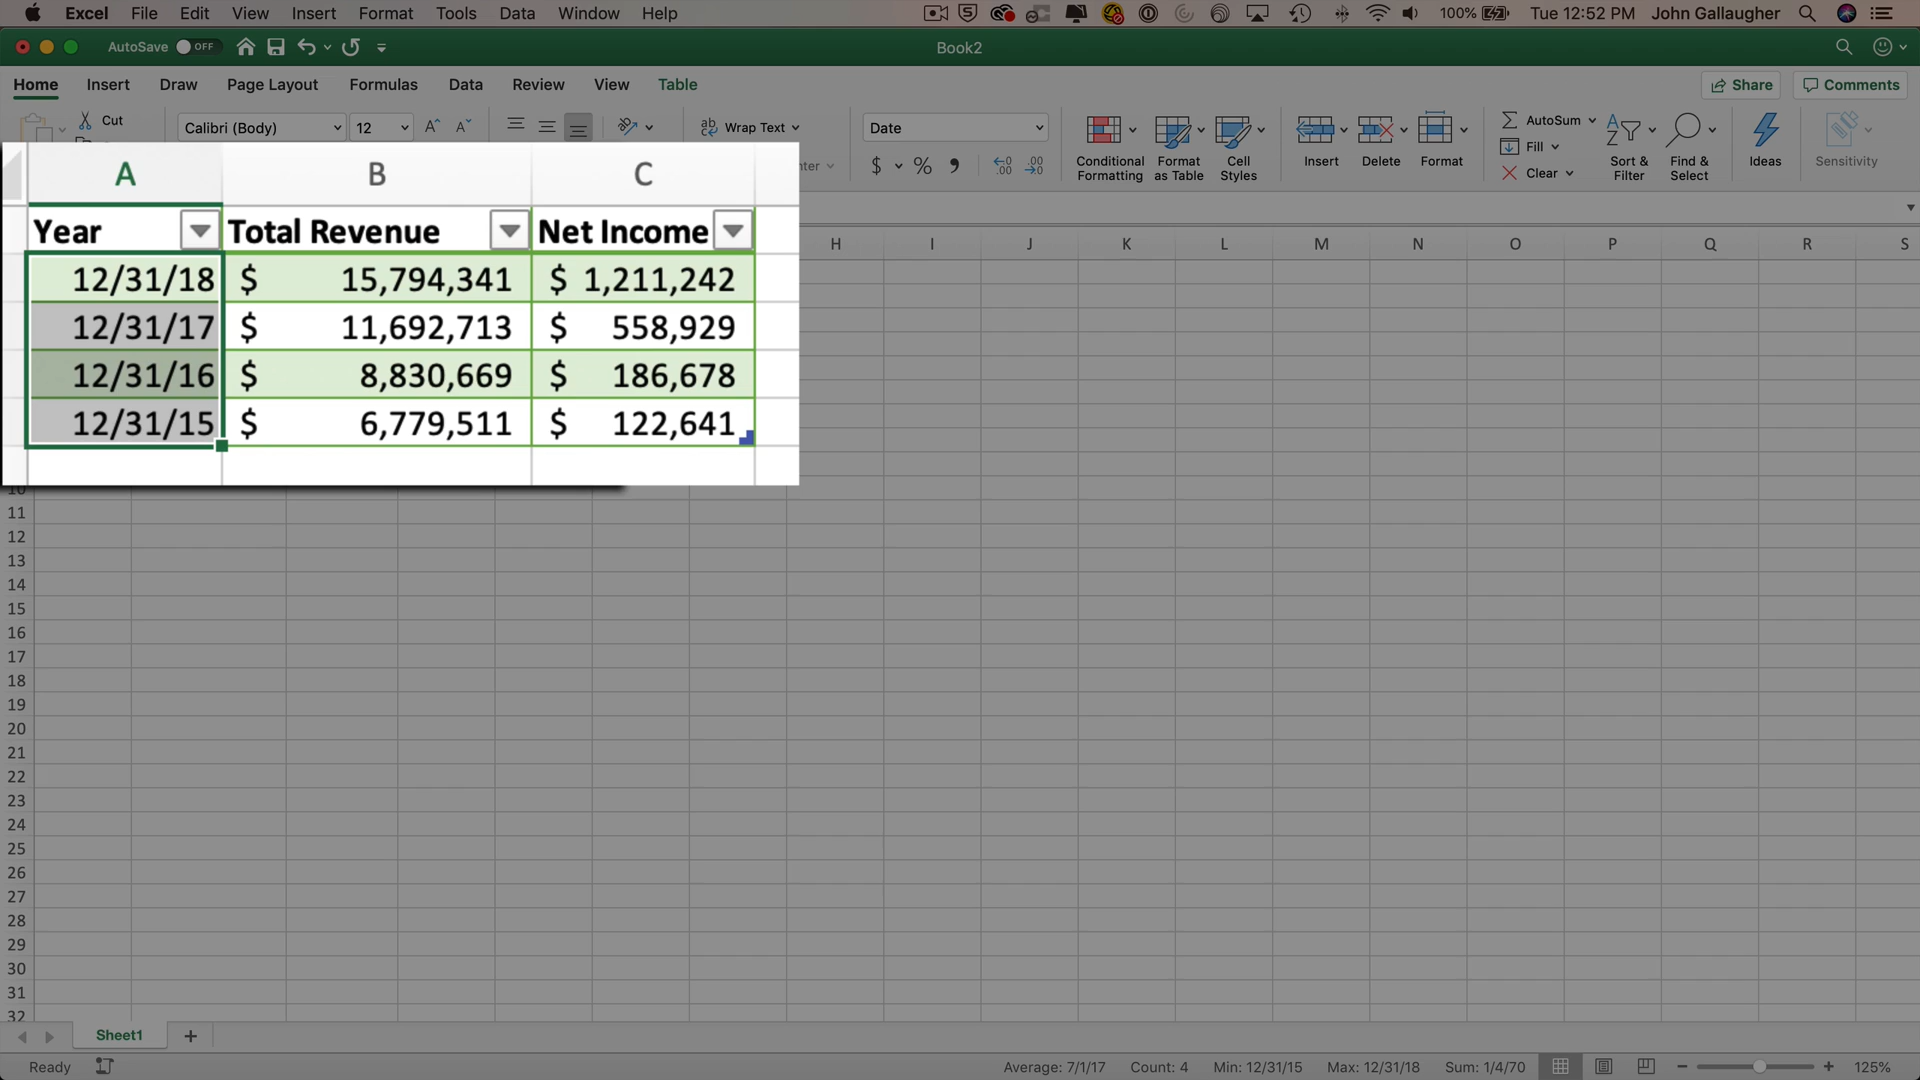 Excel File Edit View Insert Format Tools Data Window Help 100% Tue 12:52 PM John Gallaugher
AutoSave OFF Book2
Home Insert Draw Page Layout Formulas Data Review View Table Share Comments
Cut Calibri (Body) 12 Wrap Text Date AutoSum
Fill
$ % Conditional Formatting Format as Table Cell Styles Insert Delete Format Clear Sort & Filter Find & Select Ideas Sensitivity
A B C
H I J K L M N O P Q R S
Year Total Revenue Net Income
12/31/18 $ 15,794,341 $ 1,211,242
12/31/17 $ 11,692,713 $ 558,929
12/31/16 $ 8,830,669 $ 186,678
12/31/15 $ 6,779,511 $ 122,641
10
11
12
13
14
15
16
17
18
19
20
21
22
23
24
25
26
27
28
29
30
31
32
Sheet1 +
Ready Average: 7/1/17 Count: 4 Min: 12/31/15 Max: 12/31/18 Sum: 1/4/70 125%